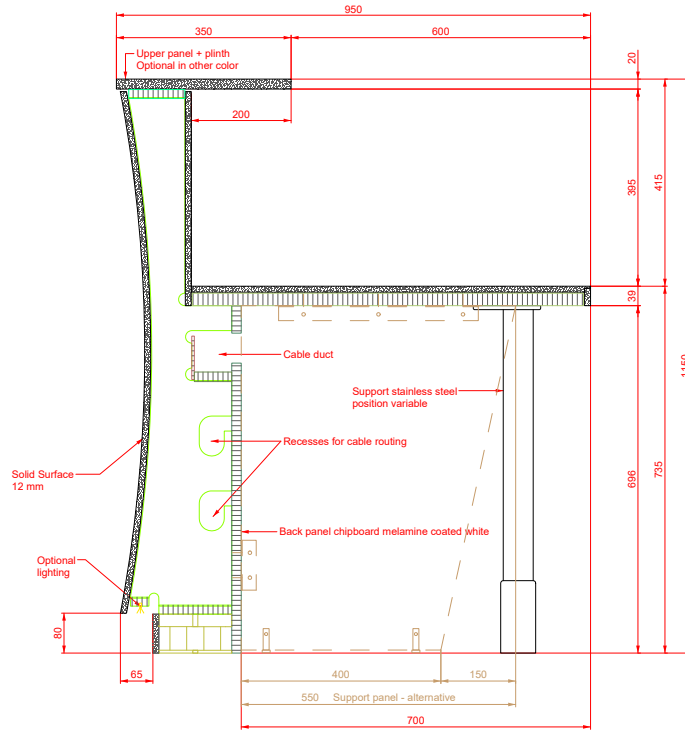 950
350
600
Upper panel + plinth
Optional in other color
20
200
395
415
39
Cable duct
1150
Support stainless steel
position variable
Recesses for cable routing
Solid Surface
12 mm
696
735
Back panel chipboard melamine coated white
Optional
lighting
80
65
400
150
550 Support panel - alternative
700